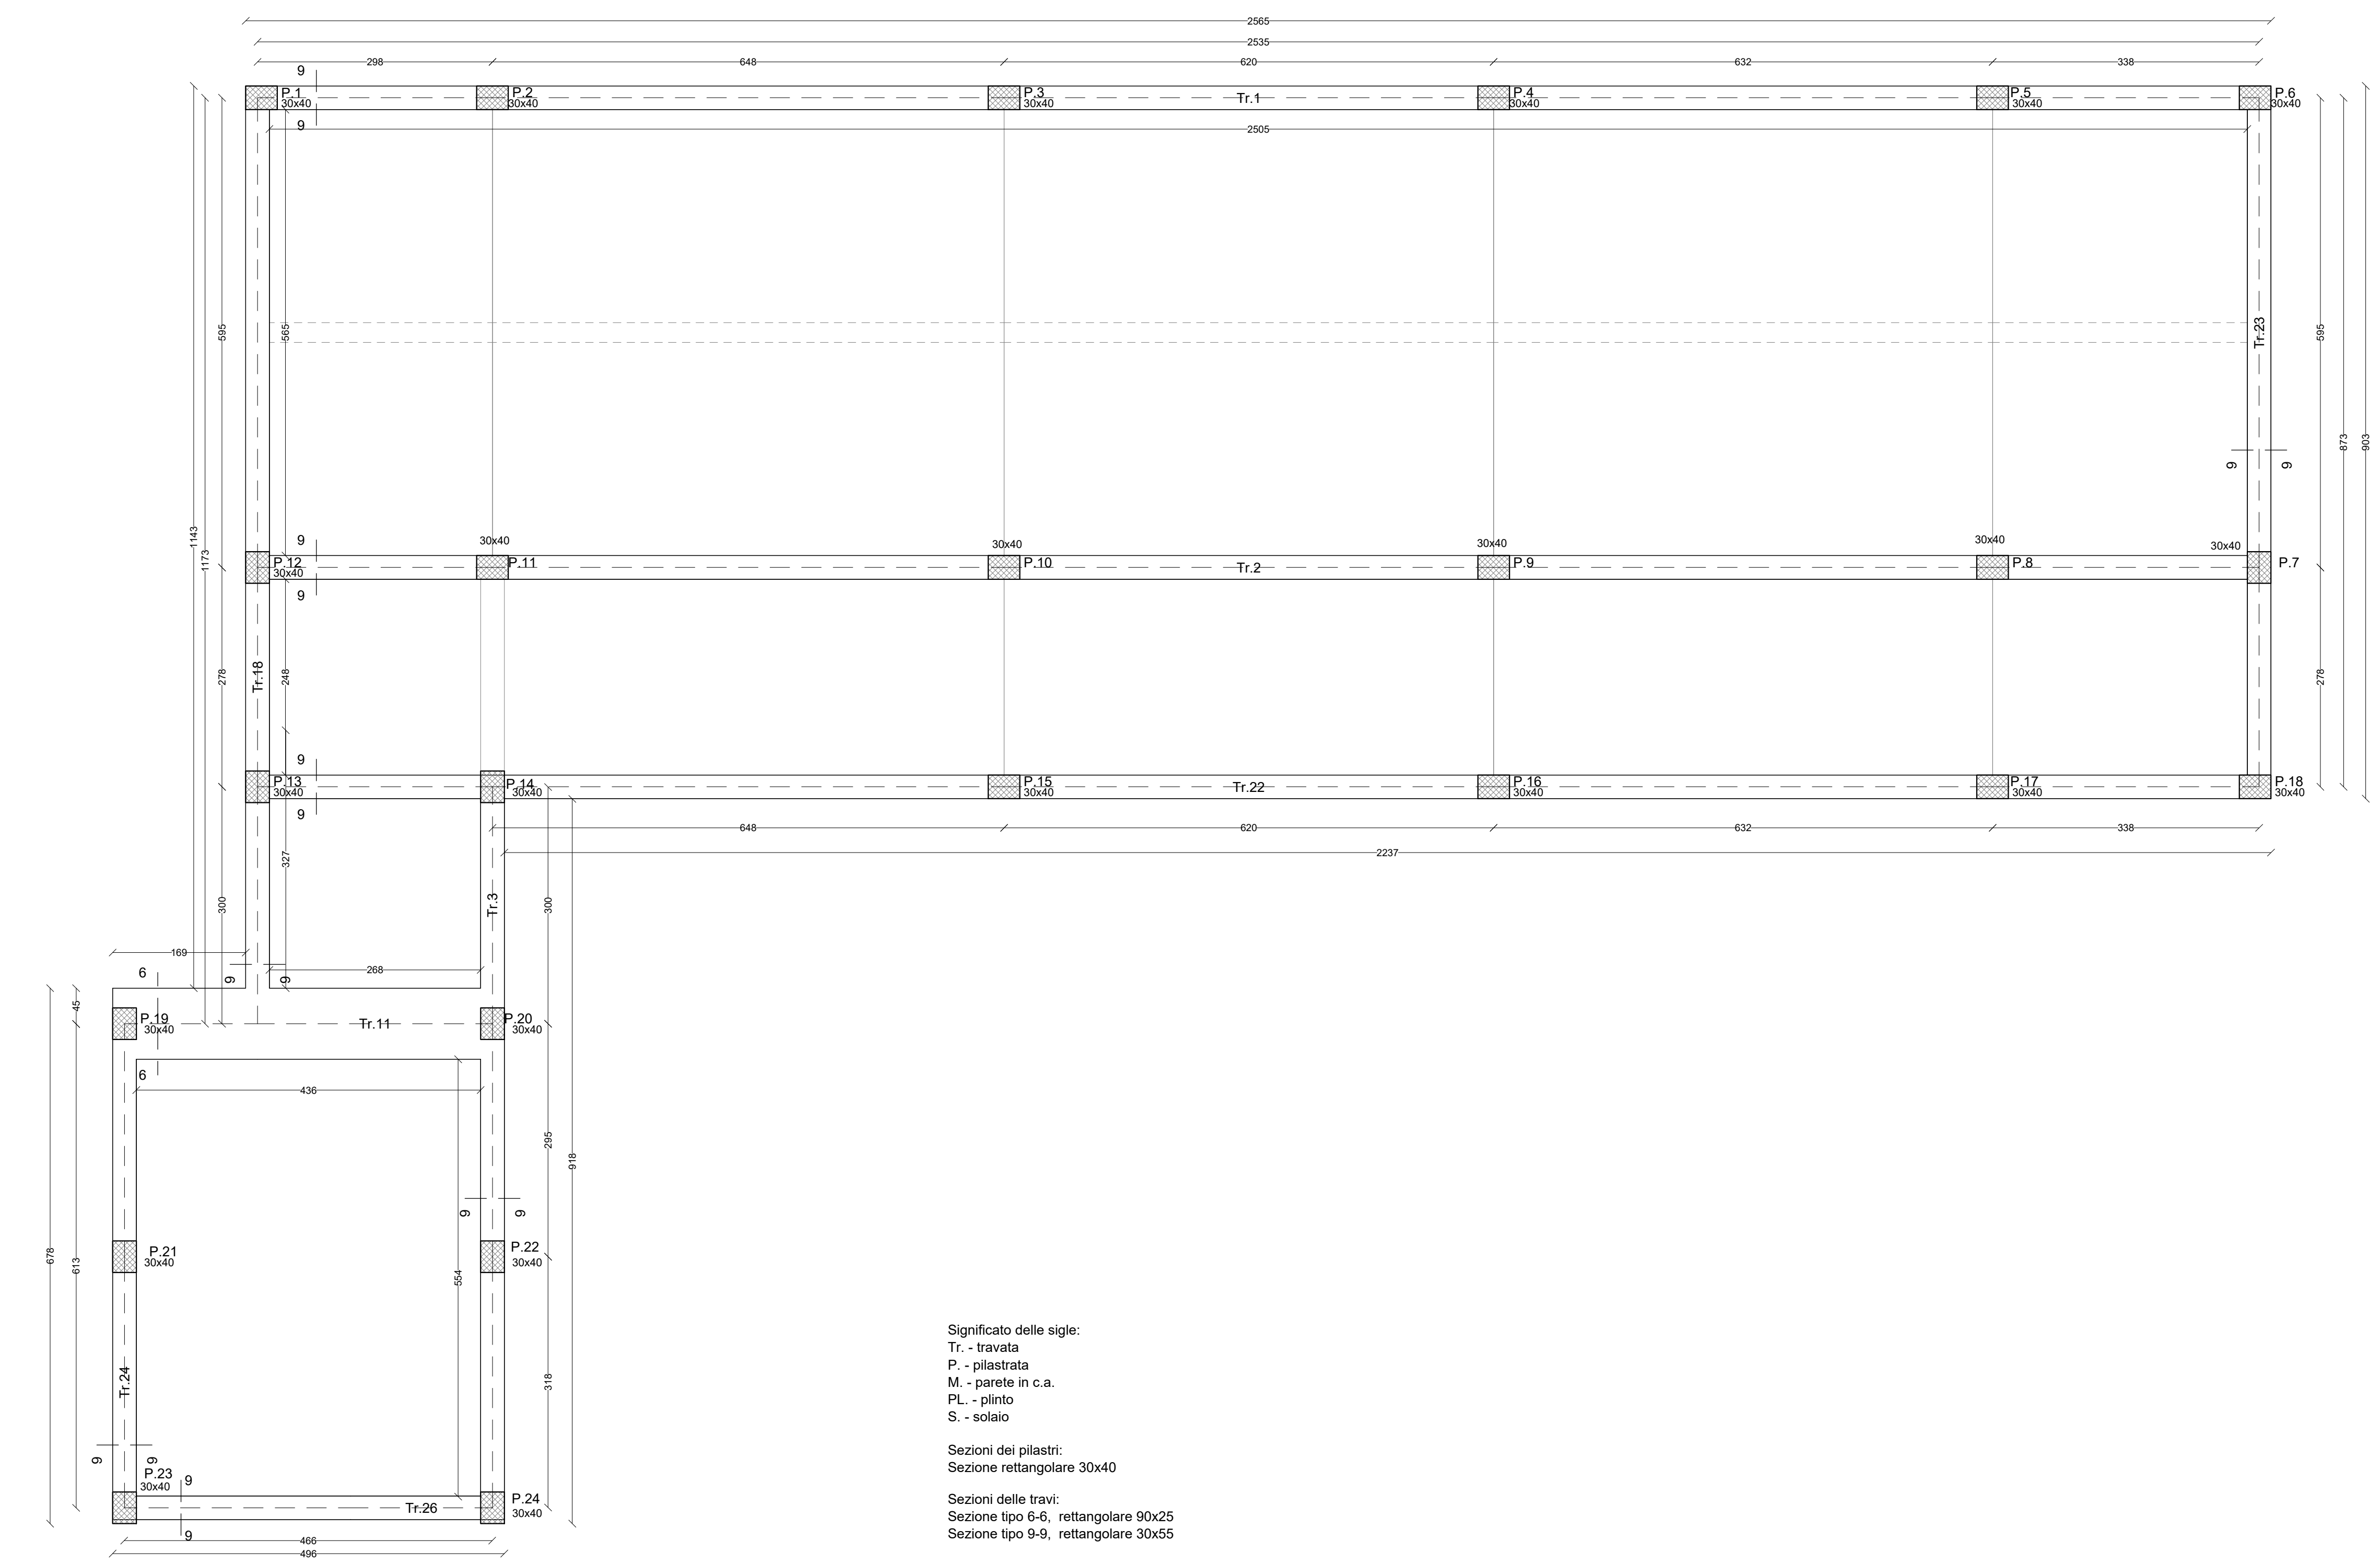 2565
2535
298
648
620
632
338
9
P.1
30x40
P.2
30x40
P.3
30x40
Tr.1
P.4
30x40
P.5
30x40
P.6
30x40
9
2505
595
565
Tr.23
595
873
903
9
9
1143
1173
9
P.12
30x40
9
30x40
P.11
30x40
P.10
Tr.2
30x40
P.9
30x40
P.8
30x40
P.7
278
Tr.18
248
278
9
P.13
30x40
9
P.14
30x40
P.15
30x40
Tr.22
P.16
30x40
P.17
30x40
P.18
30x40
648
620
632
338
2237
327
300
Tr.3
300
169
268
6
9
9
45
P.19
30x40
Tr.11
P.20
30x40
6
436
295
918
9
9
678
613
P.21
30x40
554
P.22
30x40
318
Tr.24
9
9
P.23
30x40
9
Tr.26
P.24
30x40
9
466
496
Significato delle sigle:
Tr. - travata
P. - pilastrata
M. - parete in c.a.
PL. - plinto
S. - solaio
Sezioni dei pilastri:
Sezione rettangolare 30x40
Sezioni delle travi:
Sezione tipo 6-6, rettangolare 90x25
Sezione tipo 9-9, rettangolare 30x55